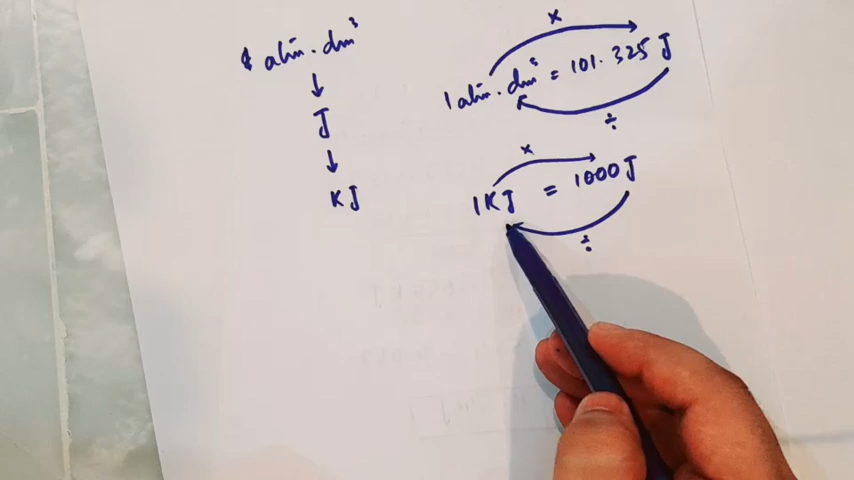 atm.dm³
↓
J
↓
KJ
×
1 atm.dm³ = 101.325 J
÷
×
1KJ = 1000J
÷